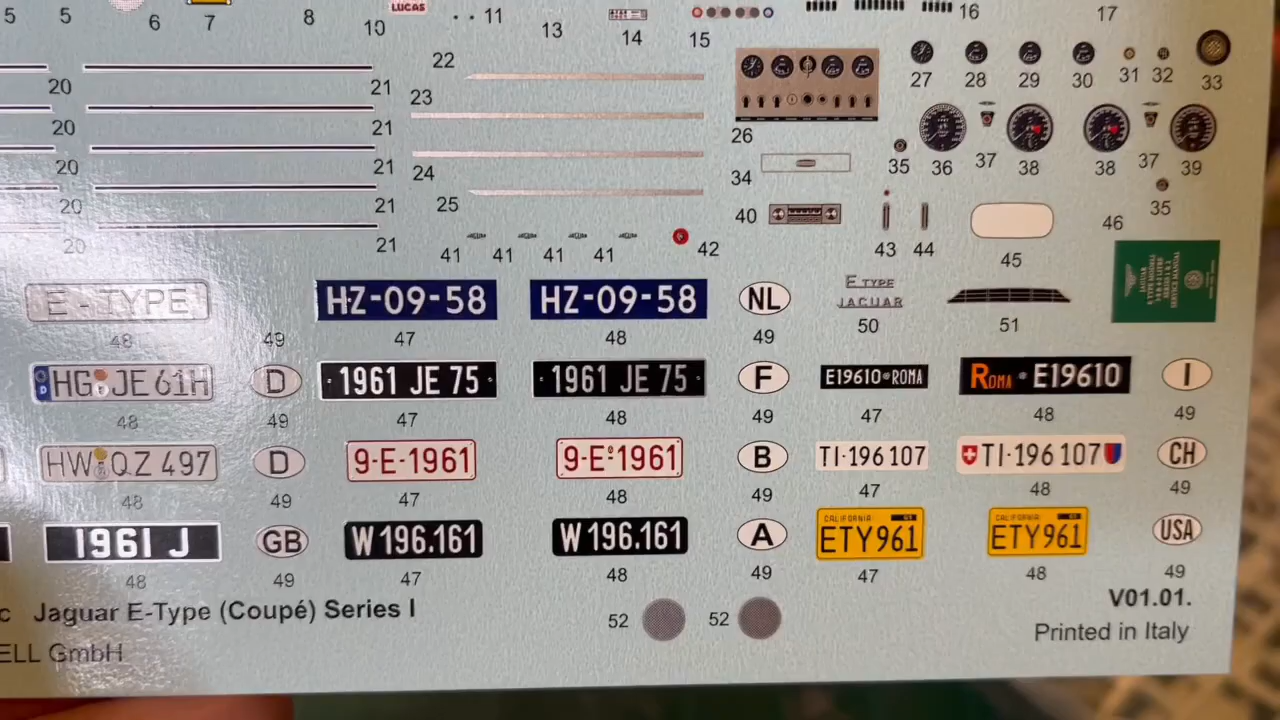 5 5 6 7 8 LUCAS 10 11 13 14 15 16 17
20 21 22
20 21 23
20 21 24
20 21 25
20 21
26 27 28 29 30 31 32 33
34 35 36 37 38 38 37 39
35
40 41 41 41 41 42 43 44 45 46
E-TYPE 48 49
HZ-09-58 47
HZ-09-58 48
NL 49
E TYPE
JAGUAR
50 51
JAGUAR
E TYPE MODELS
SERVICE MANUAL
D HG JE 61H 48
D 49
1961 JE 75 47
1961 JE 75 48
F 49
E19610 ROMA 47
ROMA E19610 48
I 49
HW QZ 497 48
D 49
9-E-1961 47
9-E-1961 48
B 49
TI·196 107 47
TI·196 107 48
CH 49
1961 J 48
GB 49
W 196.161 47
W 196.161 48
A 49
CALIFORNIA
ETY961
47
CALIFORNIA
ETY961
48
USA 49
c Jaguar E-Type (Coupé) Series I
52 52
V01.01.
ELL GmbH
Printed in Italy